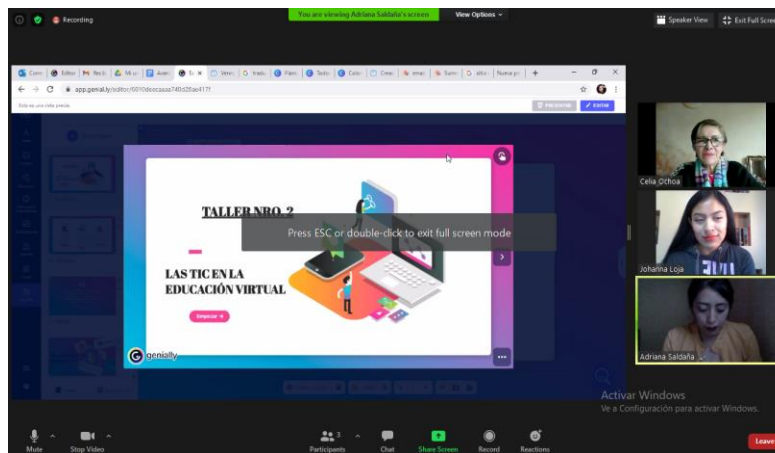 Recording
You are viewing Adriana Saldaña's screen
View Options
Speaker View
Exit Full Scree
app.genial.ly/editor/
EDITAR
TALLER NRO. 2
Press ESC or double-click to exit full screen mode
LAS TIC EN LA
EDUCACIÓN VIRTUAL
Empezar
genially
Celia Ochoa
Johanna Loja
Adriana Saldaña
Activar Windows
Ve a Configuración para activar Windows.
Mute
Stop Video
3
Participants
Chat
Share Screen
Record
Reactions
Leave